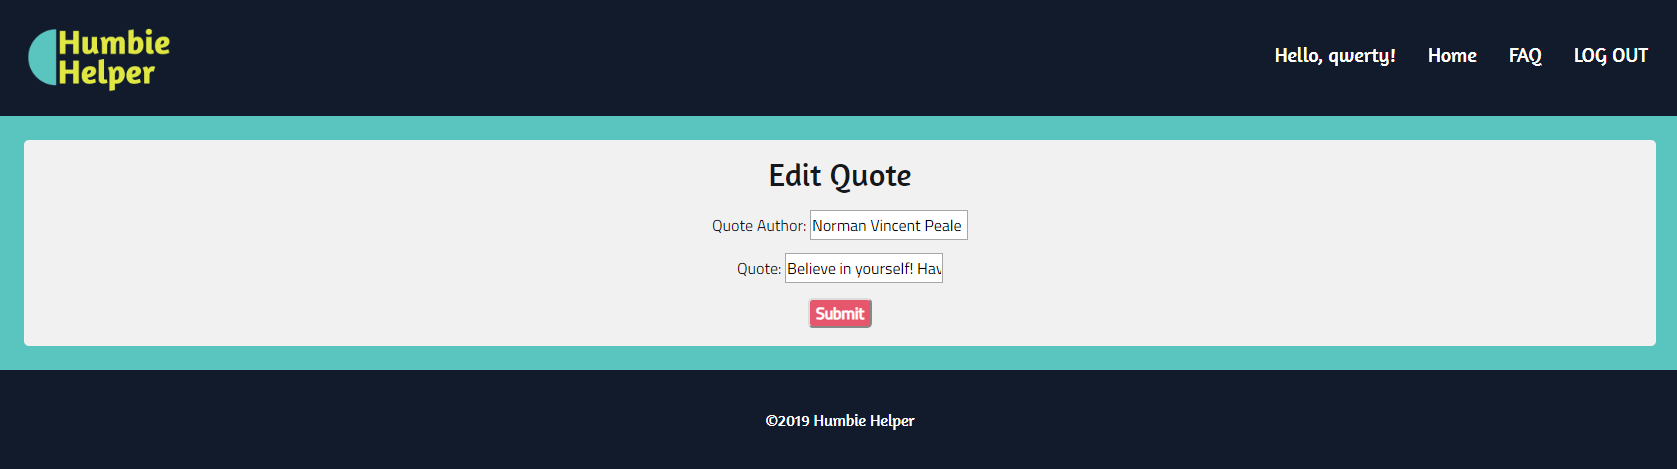 Humbie
Helper
Hello, qwerty! Home FAQ LOG OUT
Edit Quote
Quote Author: Norman Vincent Peale
Quote: Believe in yourself! Hav
Submit
©2019 Humbie Helper